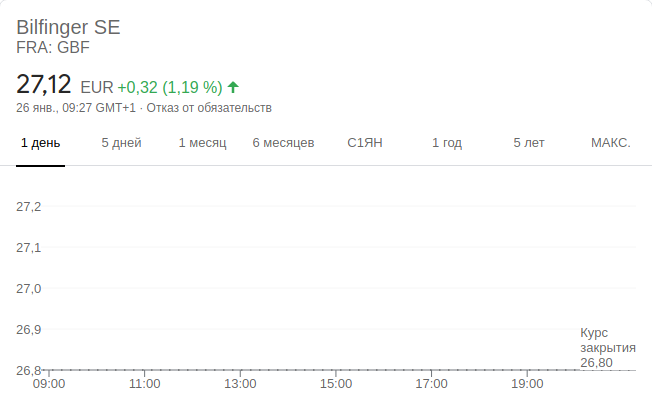 Bilfinger SE
FRA: GBF
27,12 EUR +0,32 (1,19 %)
26 янв., 09:27 GMT+1 · Отказ от обязательств
1 день 5 дней 1 месяц 6 месяцев С1ЯН 1 год 5 лет МАКС.
27,2
27,1
27,0
26,9
Курс
закрытия
26,80
26,8
09:00 11:00 13:00 15:00 17:00 19:00